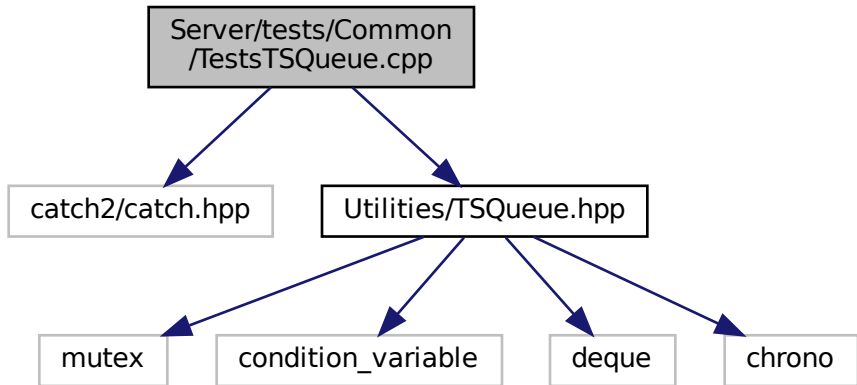 Server/tests/Common
/TestsTSQueue.cpp
catch2/catch.hpp
Utilities/TSQueue.hpp
mutex
condition_variable
deque
chrono